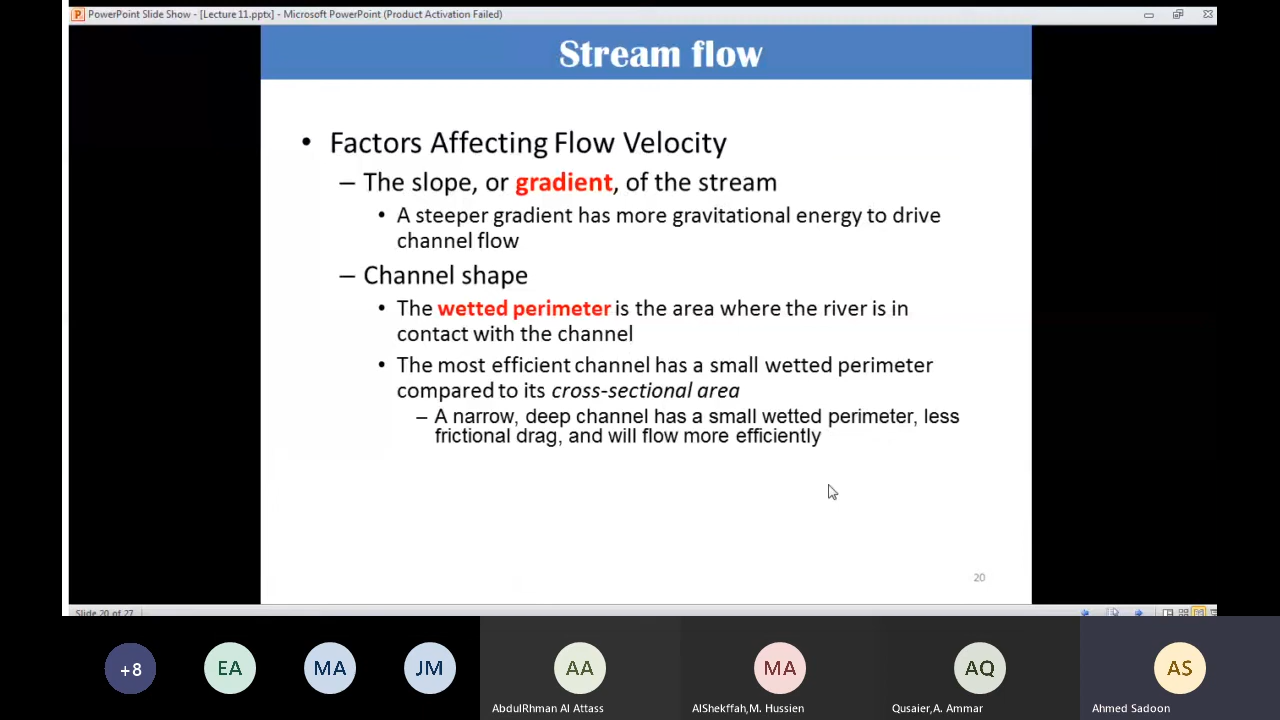 PowerPoint Slide Show - [Lecture 11.pptx] - Microsoft PowerPoint (Product Activation Failed)
Stream flow
• Factors Affecting Flow Velocity
– The slope, or gradient, of the stream
• A steeper gradient has more gravitational energy to drive
channel flow
– Channel shape
• The wetted perimeter is the area where the river is in
contact with the channel
• The most efficient channel has a small wetted perimeter
compared to its cross-sectional area
– A narrow, deep channel has a small wetted perimeter, less
frictional drag, and will flow more efficiently
20
Slide 20 of 27
+8
EA
MA
JM
AA
MA
AQ
AS
AbdulRhman Al Attass
AlShekffah,M. Hussien
Qusaier,A. Ammar
Ahmed Sadoon